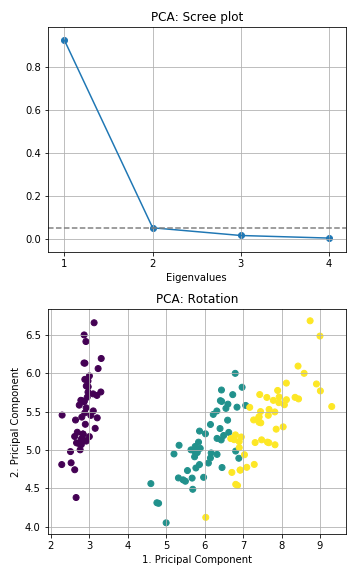 PCA: Scree plot
0.8
0.6
0.4
0.2
0.0
1 2 3 4
Eigenvalues
PCA: Rotation
6.5
6.0
5.5
5.0
4.5
4.0
2. Pricipal Component
2 3 4 5 6 7 8 9
1. Pricipal Component